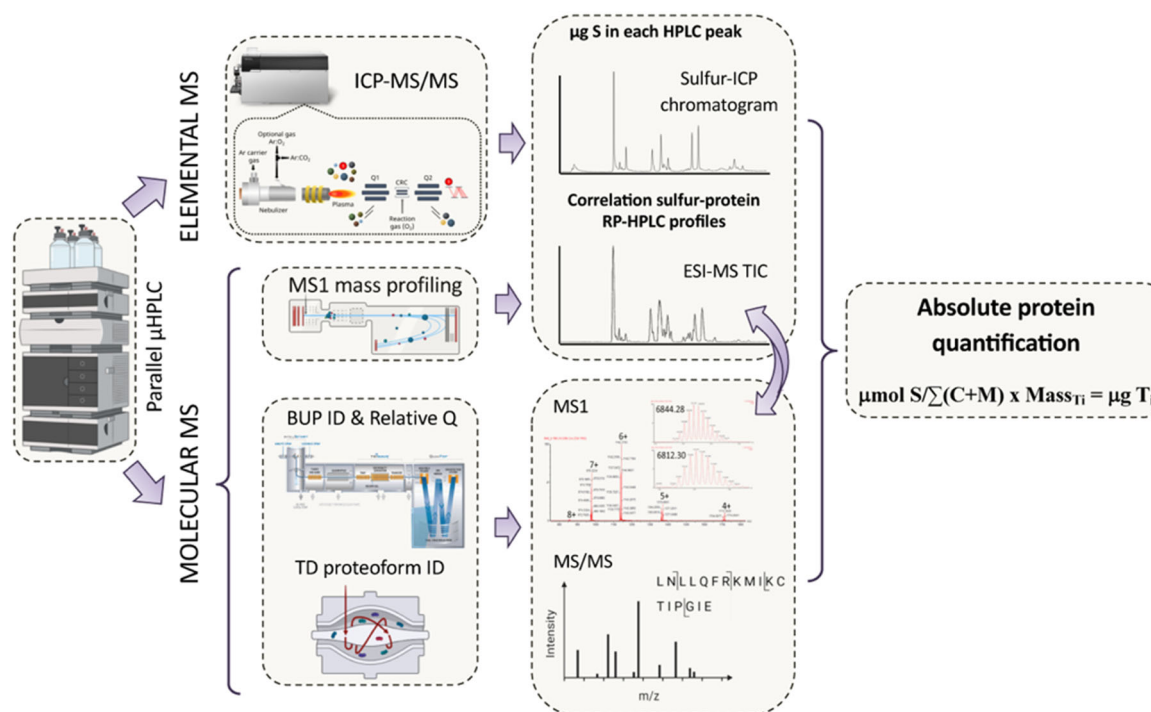 Parallel µHPLC
ELEMENTAL MS
MOLECULAR MS
ICP-MS/MS
Optional gas
Ar:O₂
Ar carrier
gas
Ar:CO₂
Nebulizer
Plasma
Q1
CRC
Q2
Reaction
gas (O₂)
MS1 mass profiling
BUP ID & Relative Q
TD proteoform ID
µg S in each HPLC peak
Sulfur-ICP
chromatogram
Correlation sulfur-protein
RP-HPLC profiles
ESI-MS TIC
MS1
6844.28
6812.30
8+
7+
6+
5+
4+
MS/MS
LNLLQFRKMIKC
TIPGIE
Intensity
m/z
Absolute protein
quantification
µmol S/∑(C+M) x Mass_Ti = µg T_i